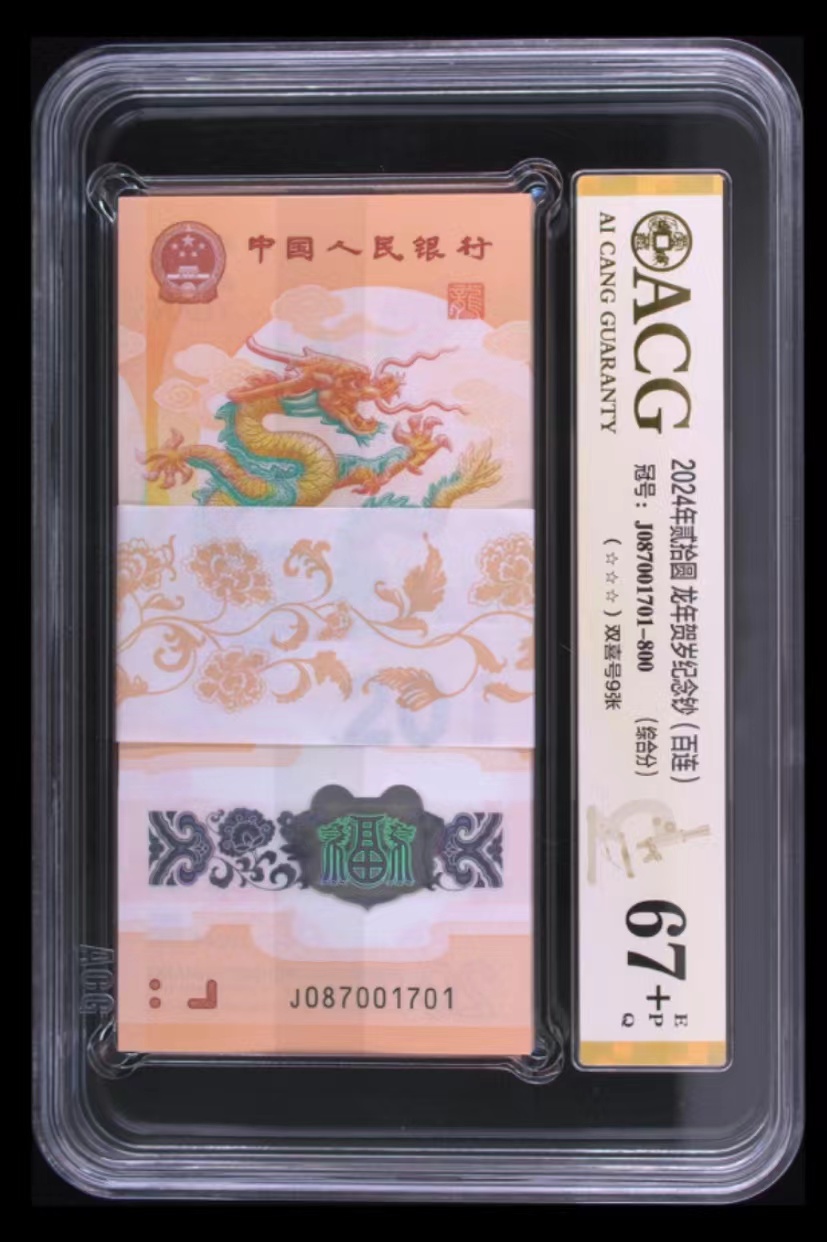 中国人民银行
龍
福
J087001701
ACG
ACG
AI CANG GUARANTY
2024年贰拾圆 龙年贺岁纪念钞（百连）
冠号：J087001701-800 （综合分）
（☆☆☆）双喜号9张
67+
E
P
Q